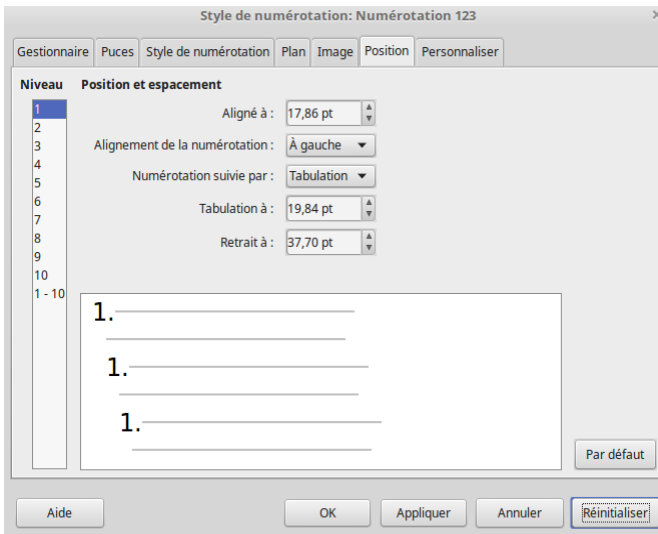 Style de numérotation: Numérotation 123
Gestionnaire Puces Style de numérotation Plan Image Position Personnaliser
Niveau Position et espacement
1
2
3
4
5
6
7
8
9
10
1 - 10
Aligné à : 17,86 pt
Alignement de la numérotation : À gauche
Numérotation suivie par : Tabulation
Tabulation à : 19,84 pt
Retrait à : 37,70 pt
1.
1.
1.
Par défaut
Aide OK Appliquer Annuler Réinitialiser